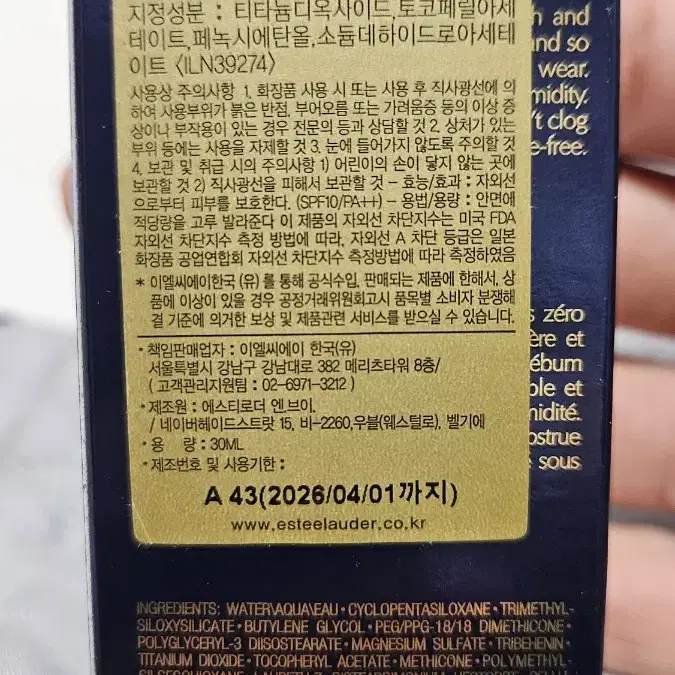 지정성분 : 티타늄디옥사이드,토코페릴아세
테이트,페녹시에탄올,소듐데하이드로아세테
이트 〈ILN39274〉
사용상 주의사항 1. 화장품 사용 시 또는 사용 후 직사광선에 의
하여 사용부위가 붉은 반점, 부어오름 또는 가려움증 등의 이상 증
상이나 부작용이 있는 경우 전문의 등과 상담할 것 2. 상처가 있는
부위 등에는 사용을 자제할 것 3. 눈에 들어가지 않도록 주의할 것
4. 보관 및 취급 시의 주의사항 1) 어린이의 손이 닿지 않는 곳에
보관할 것 2) 직사광선을 피해서 보관할 것 - 효능/효과 : 자외선
으로부터 피부를 보호한다. (SPF10/PA++) - 용법/용량 : 안면에
적당량을 고루 발라준다 이 제품의 자외선 차단지수는 미국 FDA
자외선 차단지수 측정 방법에 따라, 자외선 A 차단 등급은 일본
화장품 공업연합회 자외선 차단지수 측정방법에 따라 측정하였음
* 이엘씨에이한국 (유) 를 통해 공식수입, 판매되는 제품에 한해서, 상
품에 이상이 있을 경우 공정거래위원회고시 품목별 소비자 분쟁해
결 기준에 의거한 보상 및 제품관련 서비스를 받으실 수 있습니다.
· 책임판매업자 : 이엘씨에이 한국(유)
서울특별시 강남구 강남대로 382 메리츠타워 8층/
( 고객관리지원팀 : 02-6971-3212 )
· 제조원 : 에스티로더 엔.브이.
/ 네이버헤이드스트랏 15, 비-2260,우블(웨스털로), 벨기에
· 용 량 : 30ML
· 제조번호 및 사용기한 :
A 43(2026/04/01까지)
www.esteelauder.co.kr
h and
and so
wear.
midity.
't clog
e-free.
s zéro
ère et
ébum
ble et
midité.
ostrue
sous
INGREDIENTS: WATER\AQUA\EAU • CYCLOPENTASILOXANE • TRIMETHYL-
SILOXYSILICATE • BUTYLENE GLYCOL • PEG/PPG-18/18 DIMETHICONE •
POLYGLYCERYL-3 DIISOSTEARATE • MAGNESIUM SULFATE • TRIBEHENIN •
TITANIUM DIOXIDE • TOCOPHERYL ACETATE • METHICONE • POLYMETHYL-